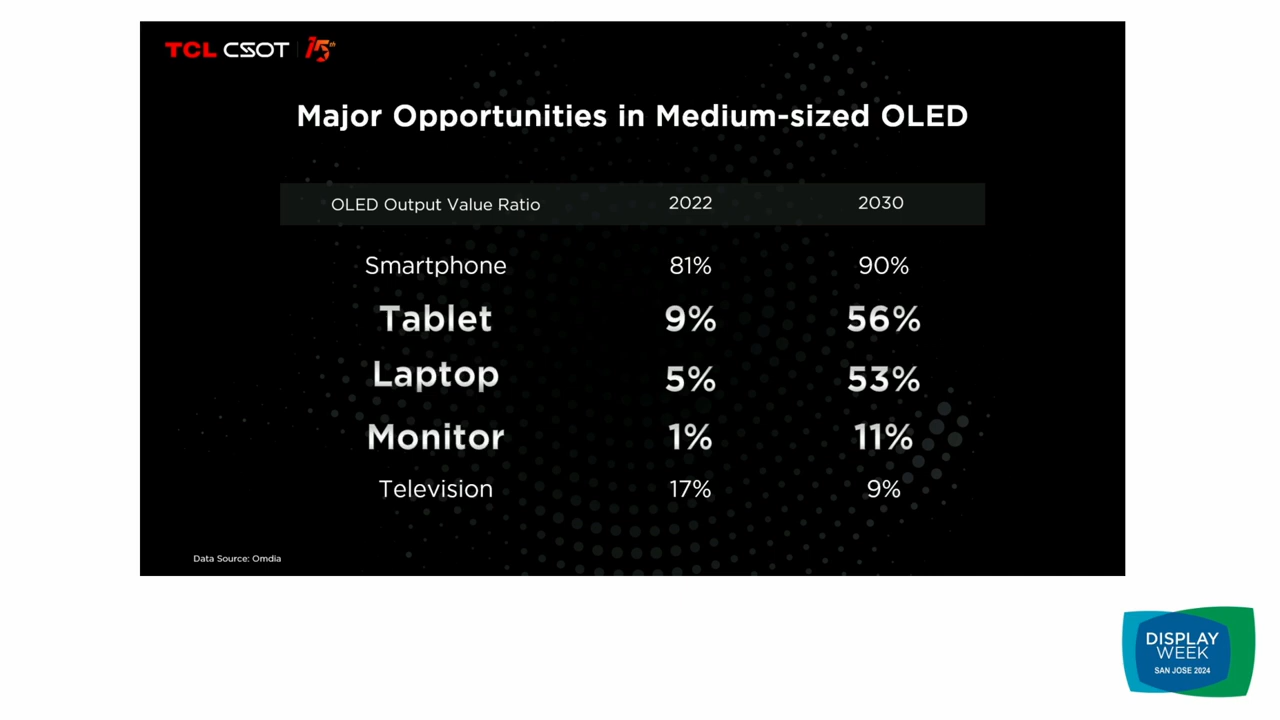 TCL CSOT 15th
Major Opportunities in Medium-sized OLED
OLED Output Value Ratio 2022 2030
Smartphone 81% 90%
Tablet 9% 56%
Laptop 5% 53%
Monitor 1% 11%
Television 17% 9%
Data Source: Omdia
DISPLAY
WEEK
SAN JOSE 2024